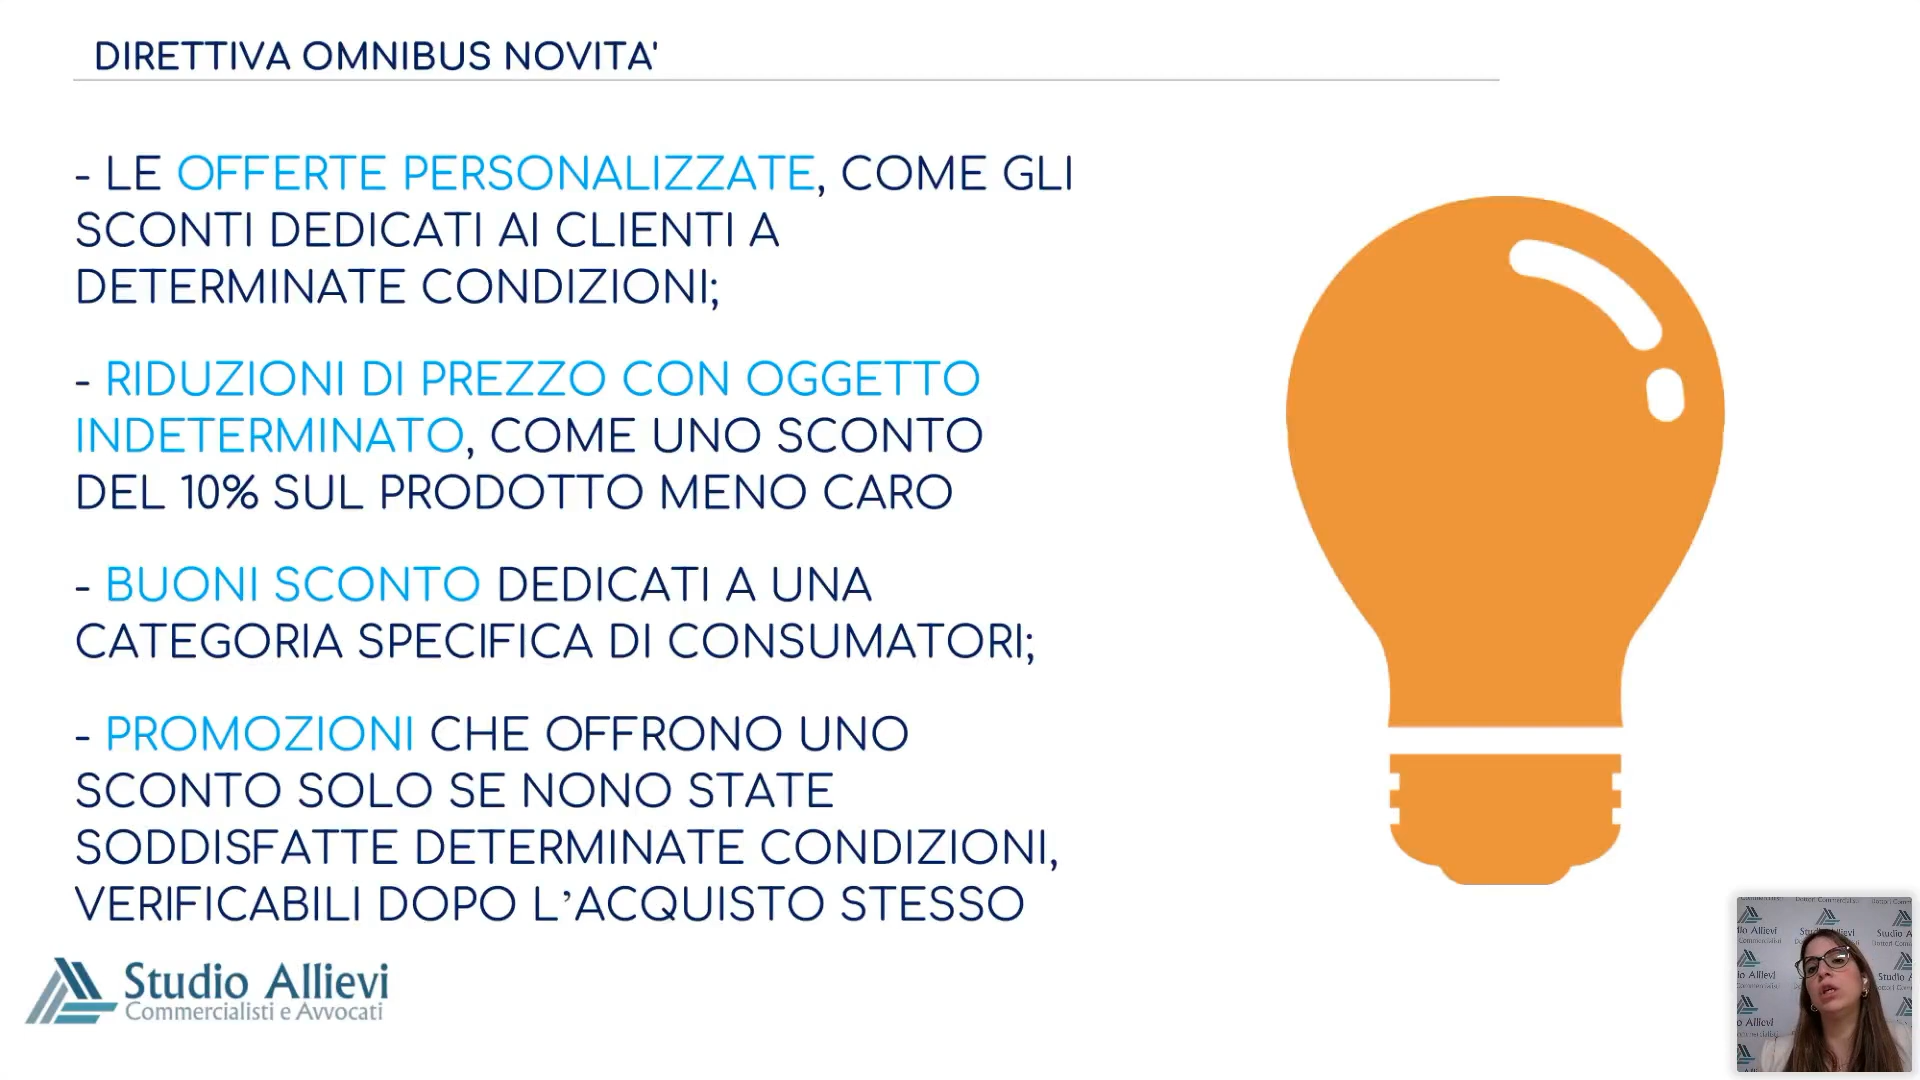 DIRETTIVA OMNIBUS NOVITA'
- LE OFFERTE PERSONALIZZATE, COME GLI
SCONTI DEDICATI AI CLIENTI A
DETERMINATE CONDIZIONI;
- RIDUZIONI DI PREZZO CON OGGETTO
INDETERMINATO, COME UNO SCONTO
DEL 10% SUL PRODOTTO MENO CARO
- BUONI SCONTO DEDICATI A UNA
CATEGORIA SPECIFICA DI CONSUMATORI;
- PROMOZIONI CHE OFFRONO UNO
SCONTO SOLO SE NONO STATE
SODDISFATTE DETERMINATE CONDIZIONI,
VERIFICABILI DOPO L’ACQUISTO STESSO
Studio Allievi
Commercialisti e Avvocati